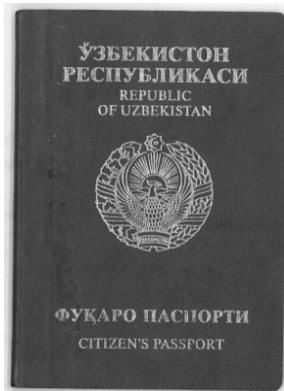 ЎЗБЕКИСТОН
РЕСПУБЛИКАСИ
REPUBLIC
OF UZBEKISTAN
ФУҚАРО ПАСПОРТИ
CITIZEN'S PASSPORT